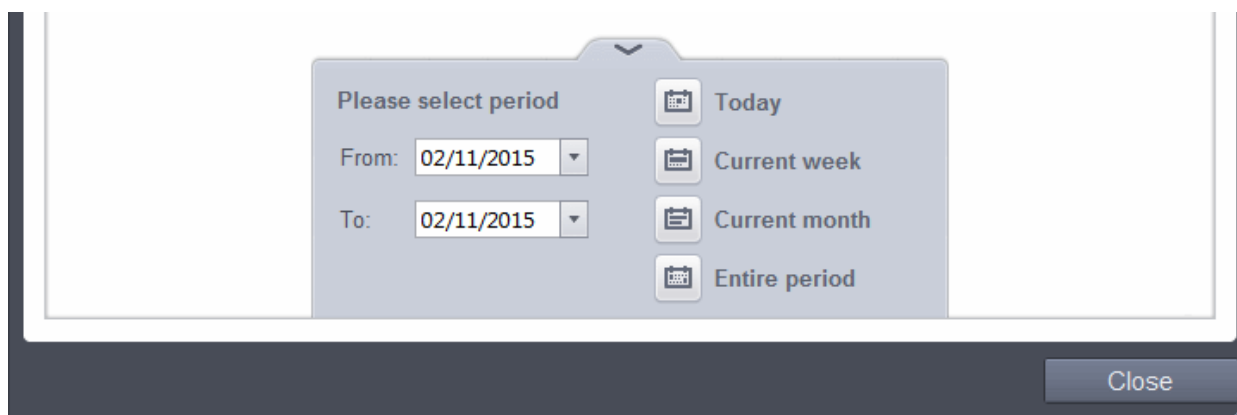 Please select period
Today
From: 02/11/2015
Current week
To: 02/11/2015
Current month
Entire period
Close